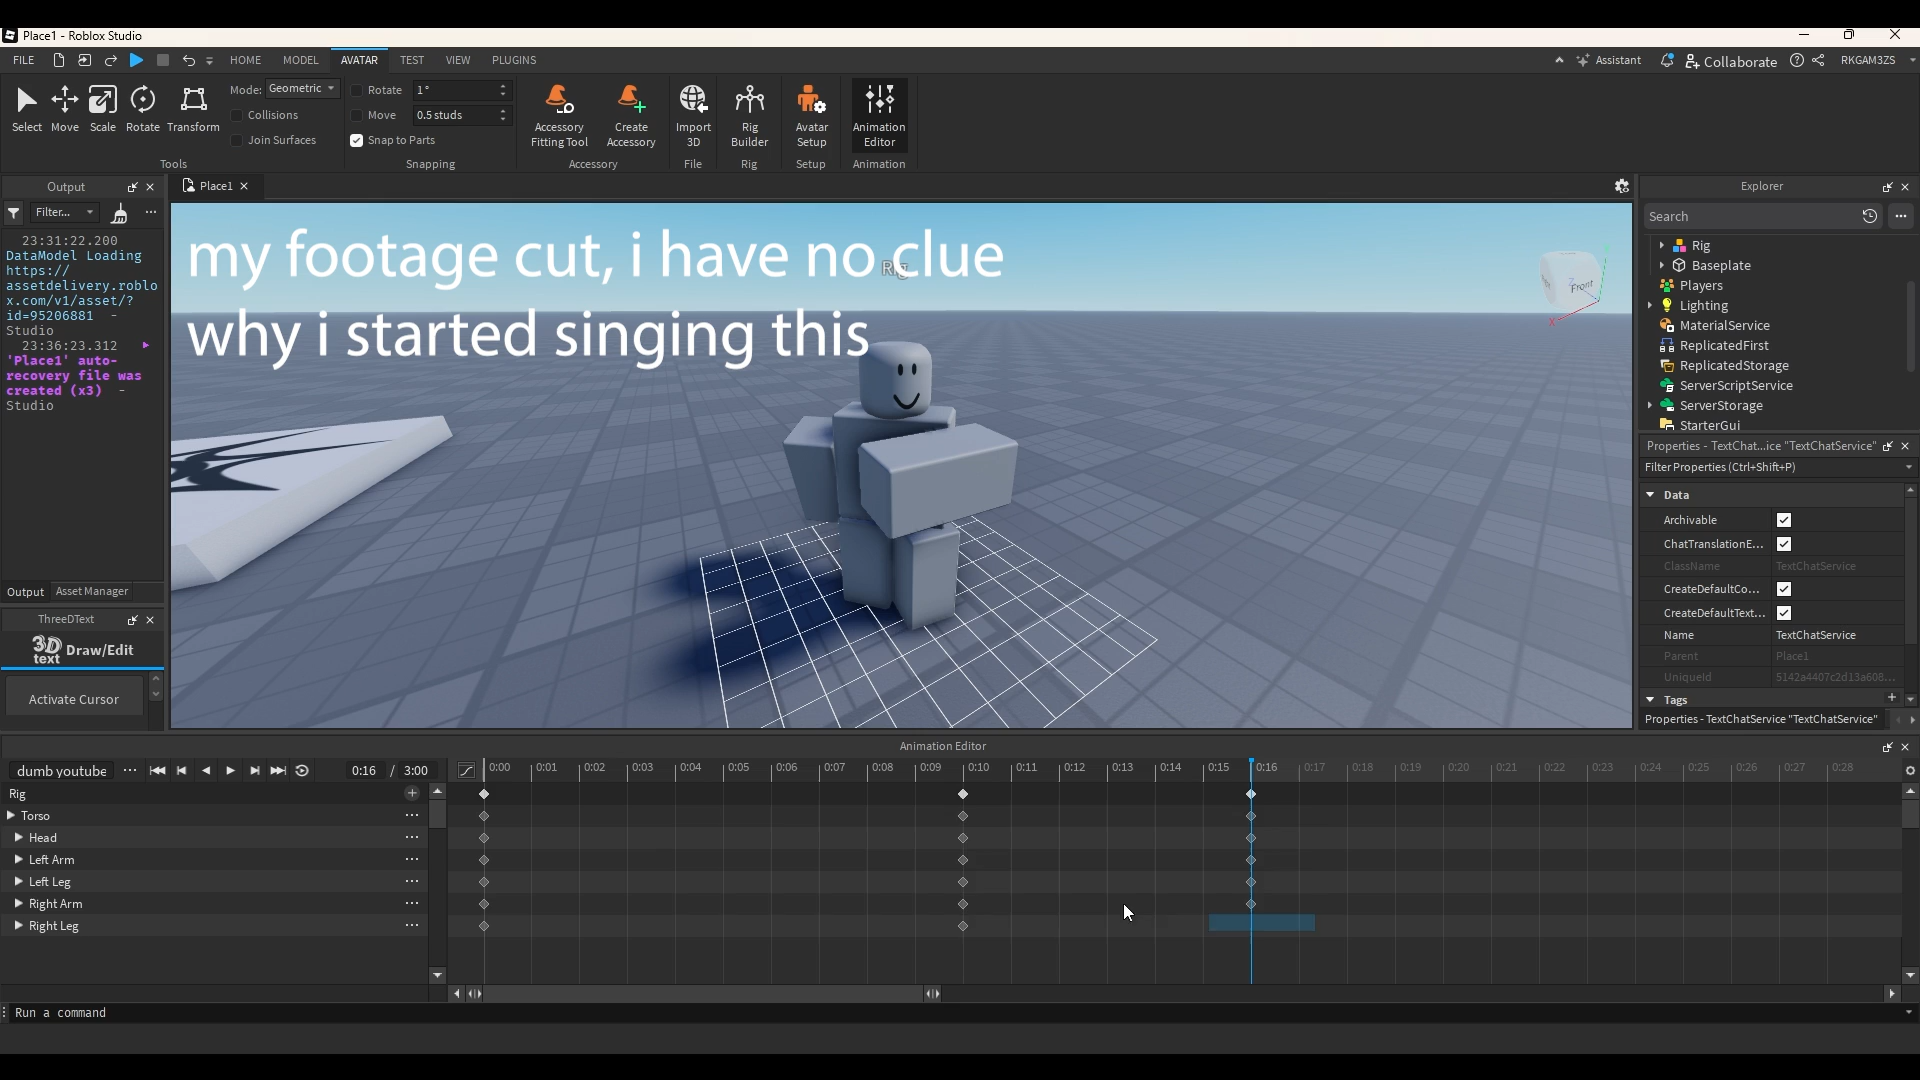 Place1 - Roblox Studio
FILE HOME MODEL AVATAR TEST VIEW PLUGINS Assistant Collaborate RKGAM3ZS
Select Move Scale Rotate Transform
Mode: Geometric
Collisions
Join Surfaces
Tools
Rotate 1°
Move 0.5 studs
Snap to Parts
Snapping
Accessory Fitting Tool
Create Accessory
Accessory
Import 3D
File
Rig Builder
Rig
Avatar Setup
Setup
Animation Editor
Animation
Output
Filter...
23:31:22.200
DataModel Loading
https://
assetdelivery.roblo
x.com/v1/asset/?
id=95206881 -
Studio
23:36:23.312
'Place1' auto-
recovery file was
created (x3) -
Studio
Output Asset Manager
ThreeDText
3D text Draw/Edit
Activate Cursor
Place1
my footage cut, i have no clue
why i started singing this
Rig
Front
X
Explorer
Search
Rig
Baseplate
Players
Lighting
MaterialService
ReplicatedFirst
ReplicatedStorage
ServerScriptService
ServerStorage
StarterGui
Properties - TextChat...ice "TextChatService"
Filter Properties (Ctrl+Shift+P)
Data
Archivable
ChatTranslationE...
ClassName TextChatService
CreateDefaultCo...
CreateDefaultText...
Name TextChatService
Parent Place1
UniqueId 5142a4407c2d13a608...
Tags
Properties - TextChatService "TextChatService"
Animation Editor
dumb youtube 0:16 / 3:00
0:00 0:01 0:02 0:03 0:04 0:05 0:06 0:07 0:08 0:09 0:10 0:11 0:12 0:13 0:14 0:15 0:16 0:17 0:18 0:19 0:20 0:21 0:22 0:23 0:24 0:25 0:26 0:27 0:28
Rig
Torso
Head
Left Arm
Left Leg
Right Arm
Right Leg
Run a command